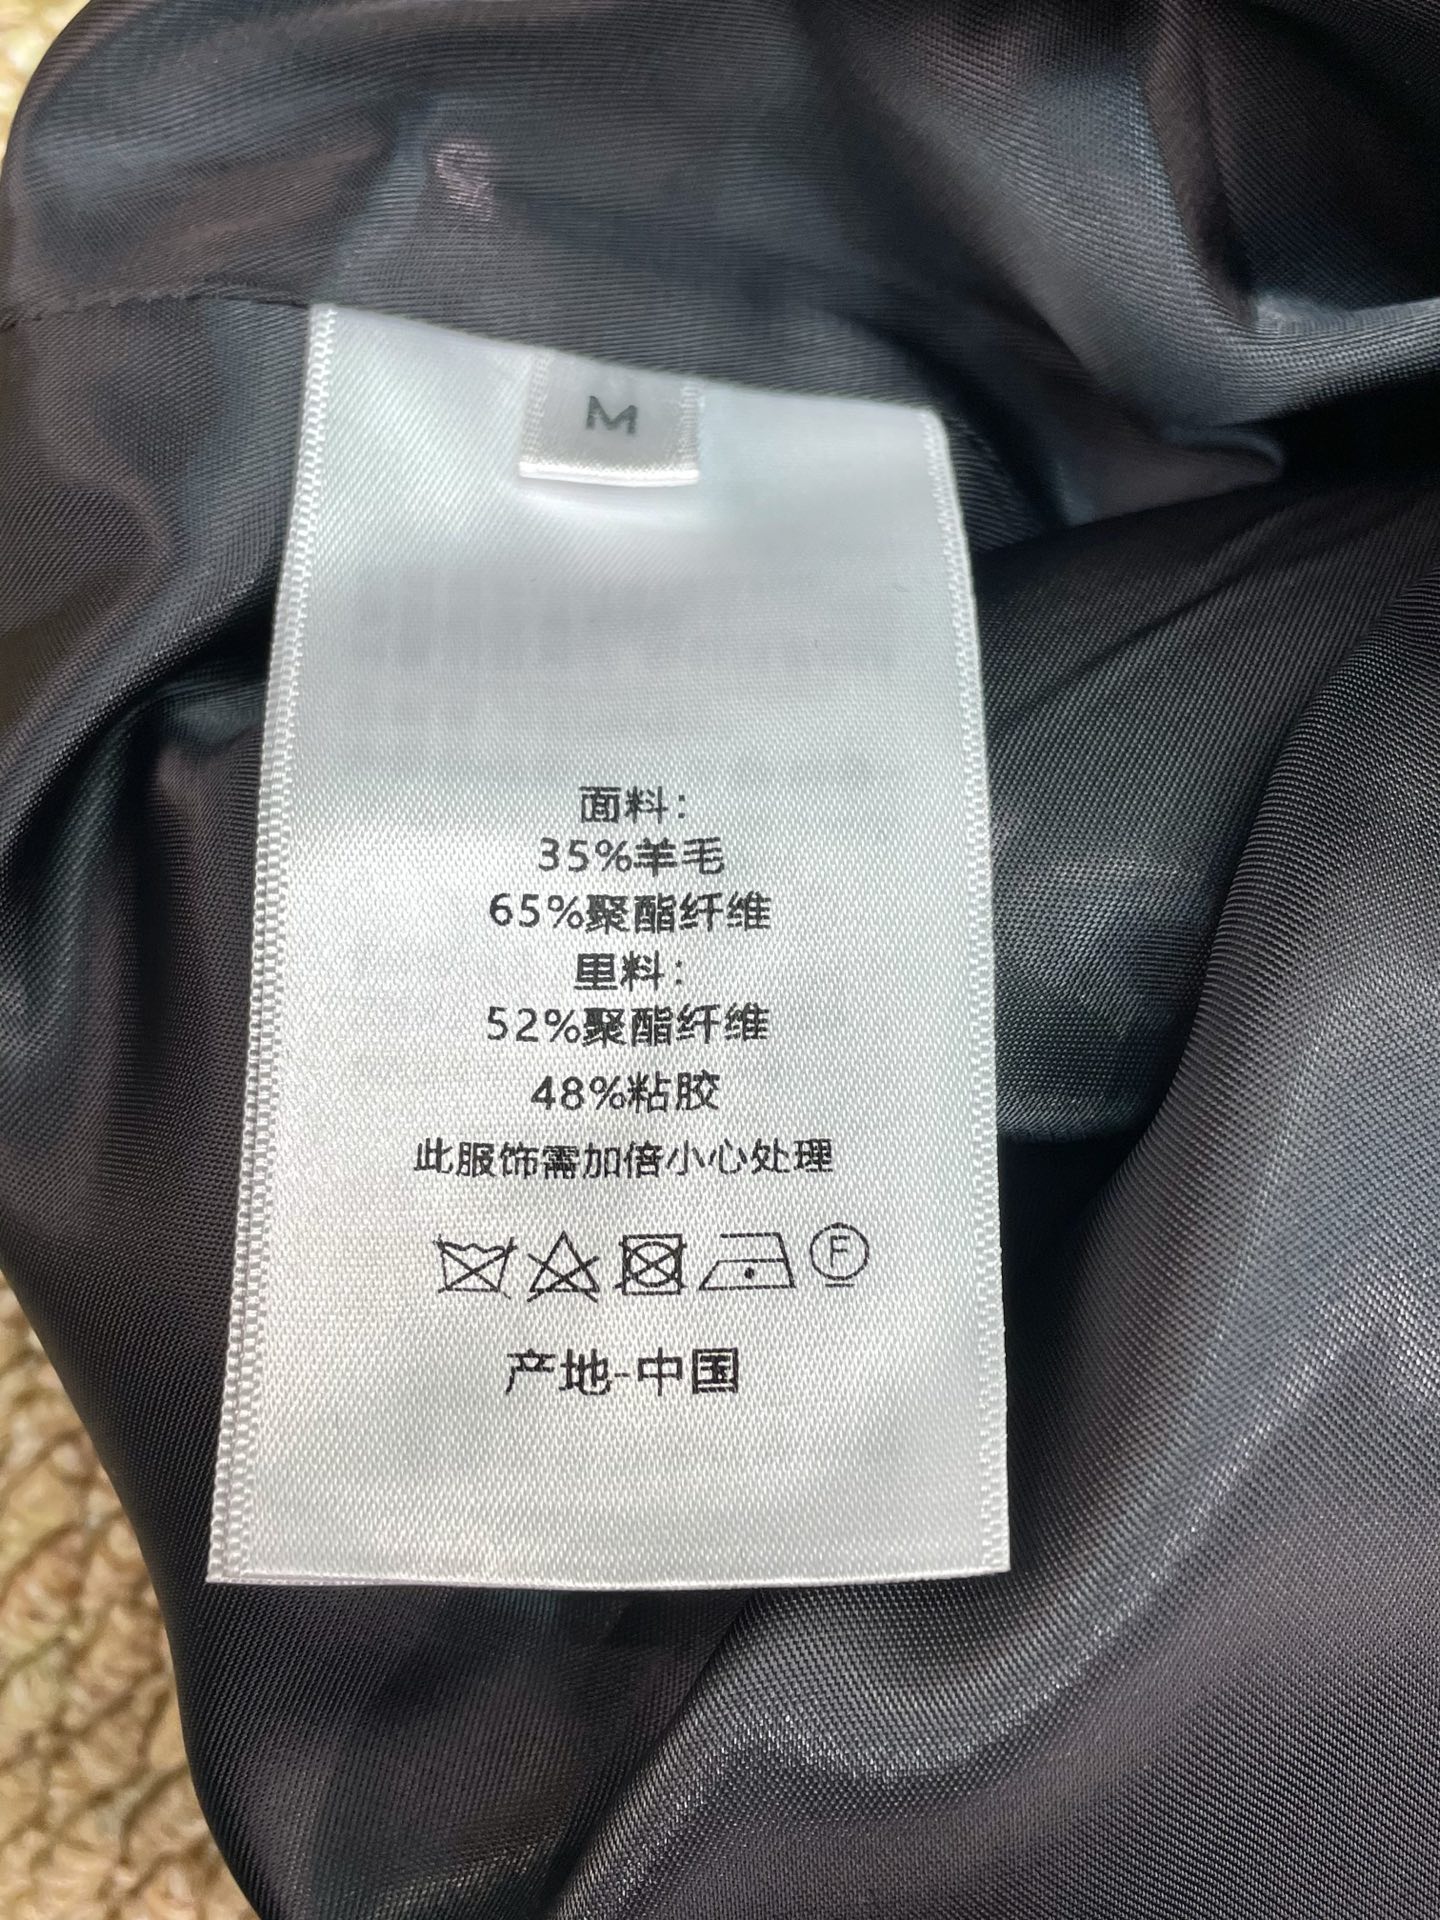 M
面料：
35%羊毛
65%聚酯纤维
里料：
52%聚酯纤维
48%粘胶
此服饰需加倍小心处理
F
产地-中国